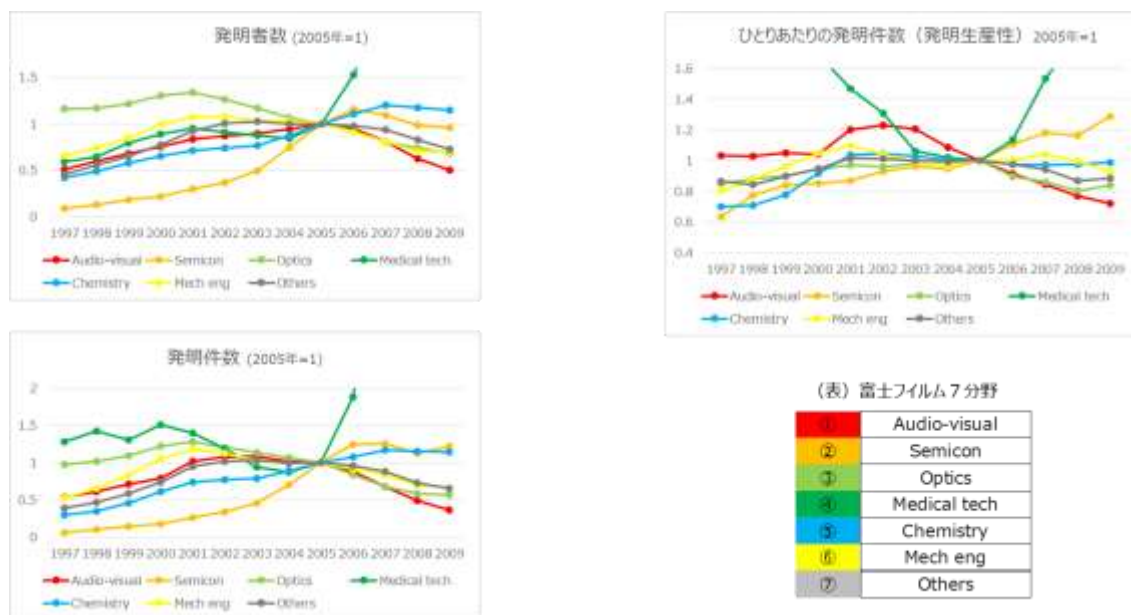 発明者数 (2005年=1)
1.5
1
0.5
0
1997 1998 1999 2000 2001 2002 2003 2004 2005 2006 2007 2008 2009
Audio-visual Semicon Optics Medical tech
Chemistry Mech eng Others
ひとりあたりの発明件数（発明生産性）2005年=1
1.6
1.4
1.2
1
0.8
0.6
0.4
1997 1998 1999 2000 2001 2002 2003 2004 2005 2006 2007 2008 2009
Audio-visual Semicon Optics Medical tech
Chemistry Mech eng Others
発明件数 (2005年=1)
2
1.5
1
0.5
0
1997 1998 1999 2000 2001 2002 2003 2004 2005 2006 2007 2008 2009
Audio-visual Semicon Optics Medical tech
Chemistry Mech eng Others
（表）富士フイルム７分野
① Audio-visual
② Semicon
③ Optics
④ Medical tech
⑤ Chemistry
⑥ Mech eng
⑦ Others